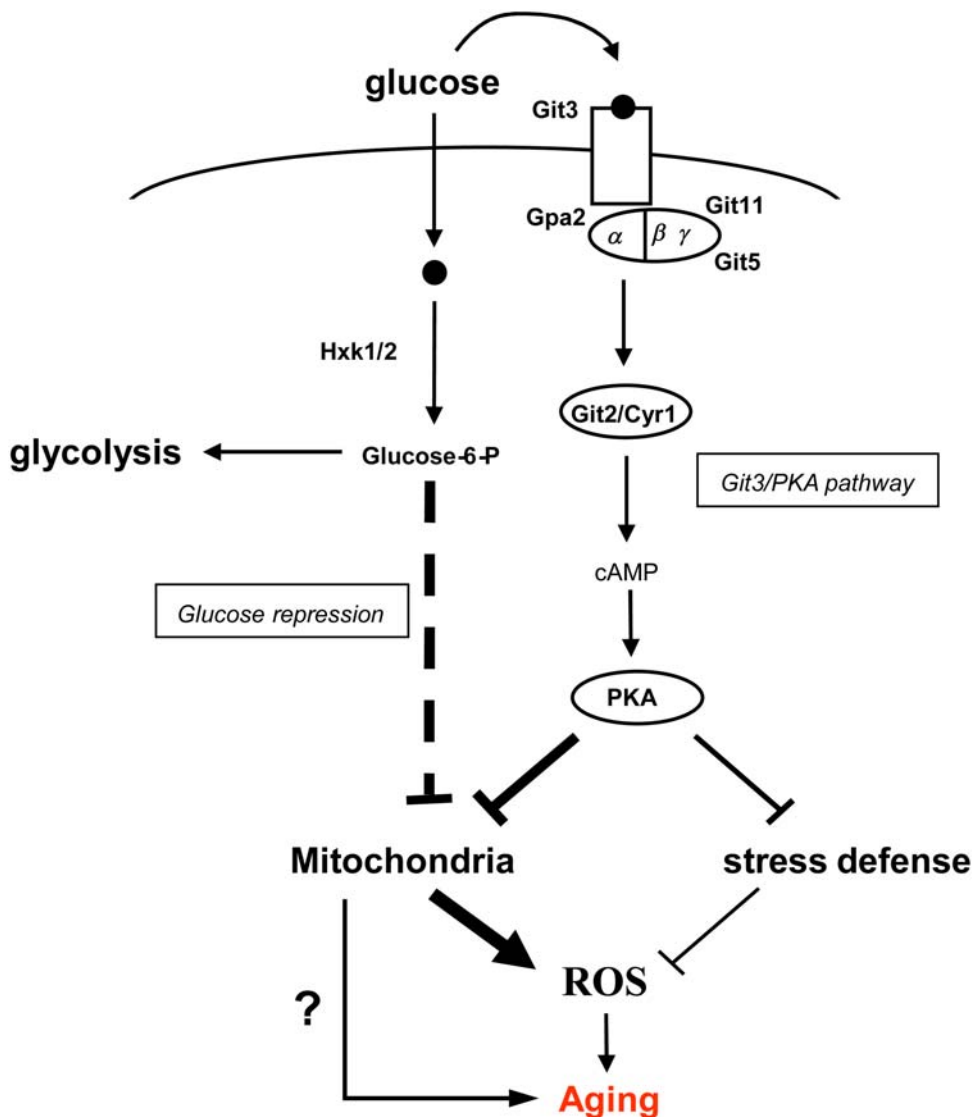 glucose
Git3
Gpa2
Git11
α
β γ
Git5
Hxk1/2
Git2/Cyr1
glycolysis
Glucose-6-P
Git3/PKA pathway
cAMP
Glucose repression
PKA
Mitochondria
stress defense
ROS
?
Aging